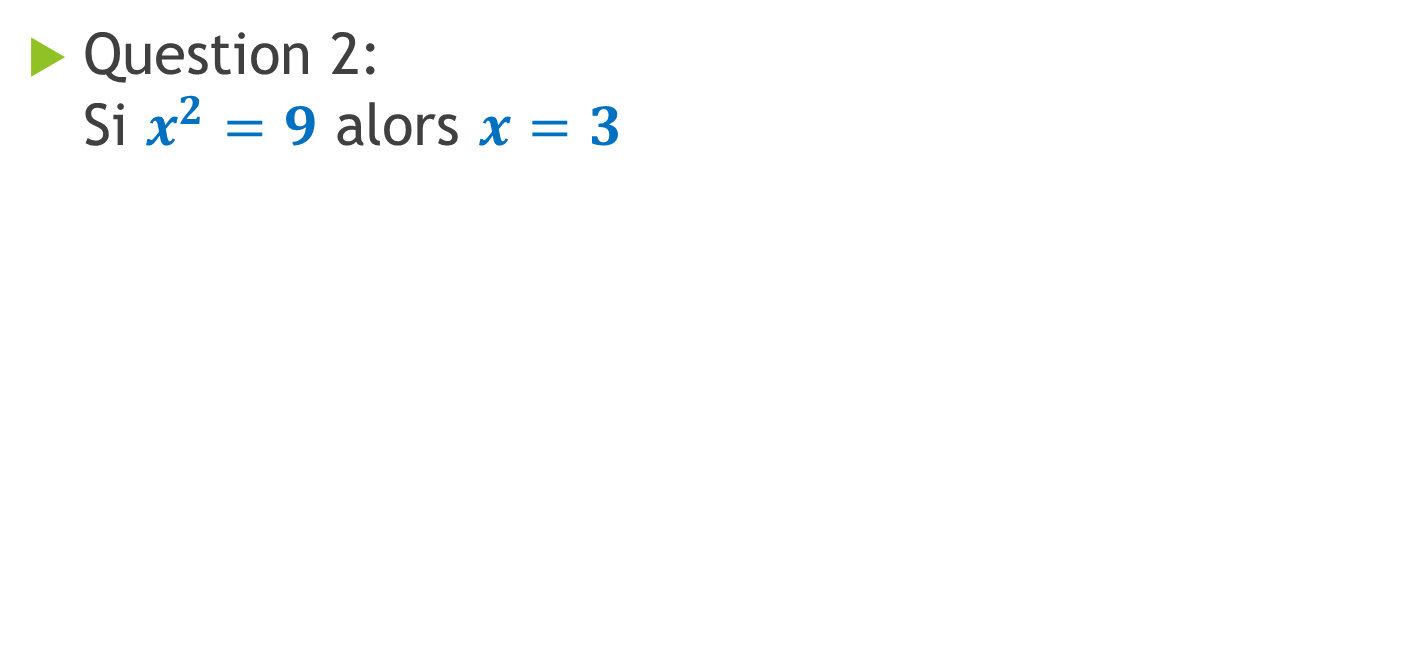 Question 2:
Si x² = 9 alors x = 3